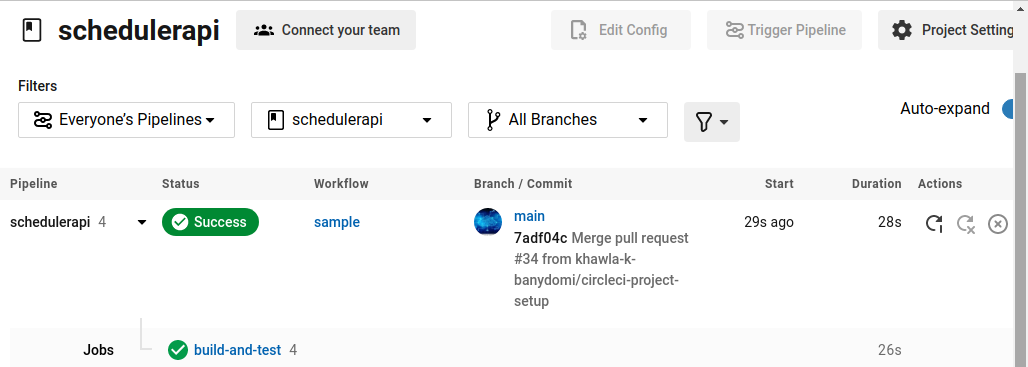 schedulerapi Connect your team Edit Config Trigger Pipeline Project Setting
Filters
Everyone's Pipelines schedulerapi All Branches Auto-expand
Pipeline Status Workflow Branch / Commit Start Duration Actions
schedulerapi 4 Success sample main 29s ago 28s
7adf04c Merge pull request
#34 from khawla-k-
banydomi/circleci-project-
setup
Jobs build-and-test 4 26s